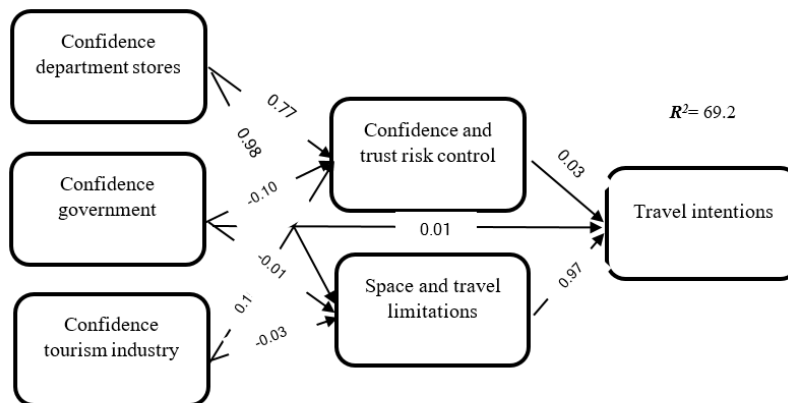 Confidence
department stores
Confidence
government
Confidence
tourism industry
0.77
0.98
-0.10
-0.01
0.1
-0.03
Confidence and
trust risk control
Space and travel
limitations
0.03
0.01
0.97
R²= 69.2
Travel intentions